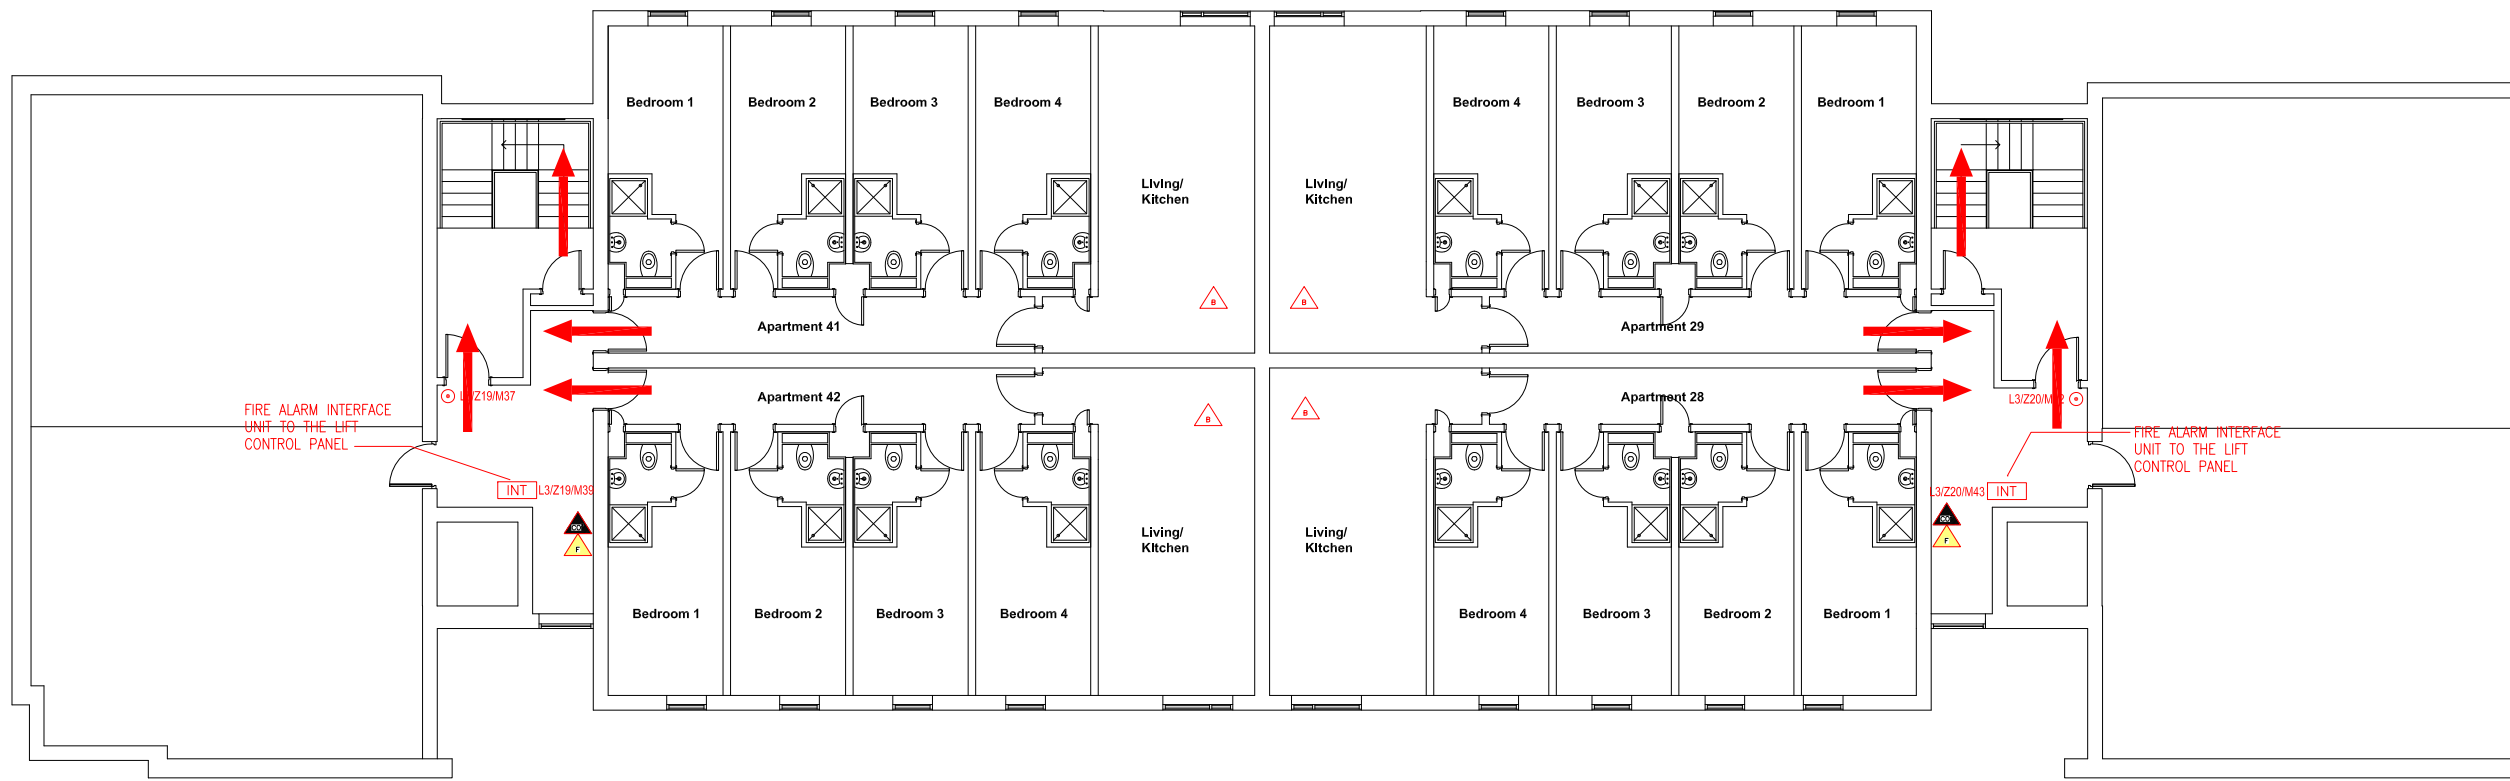 Bedroom 1
Bedroom 2
Bedroom 3
Bedroom 4
Bedroom 4
Bedroom 3
Bedroom 2
Bedroom 1
Living/
Kitchen
Living/
Kitchen
B
B
Apartment 41
Apartment 29
Apartment 42
Apartment 28
B
B
FIRE ALARM INTERFACE
UNIT TO THE LIFT
CONTROL PANEL
FIRE ALARM INTERFACE
UNIT TO THE LIFT
CONTROL PANEL
INT
L3/Z19/M39
L3/Z20/M43
INT
F
F
Living/
Kitchen
Living/
Kitchen
Bedroom 1
Bedroom 2
Bedroom 3
Bedroom 4
Bedroom 4
Bedroom 3
Bedroom 2
Bedroom 1